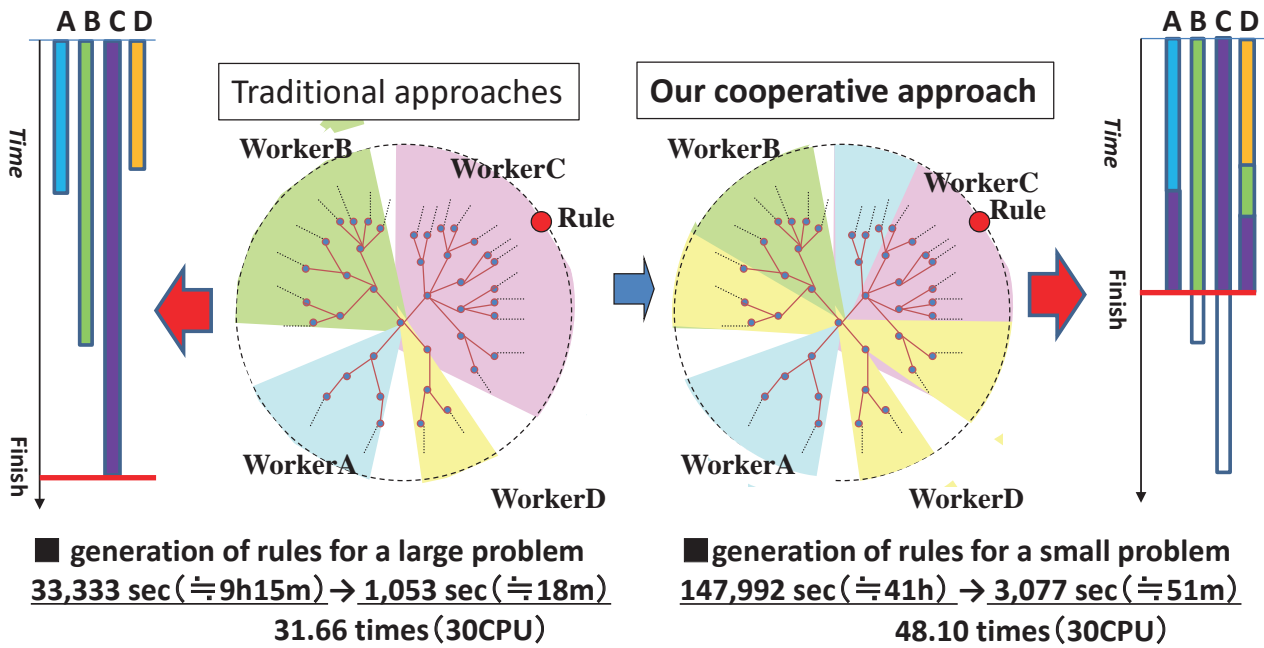 A B C D
Time
Finish
Traditional approaches
WorkerB
WorkerC
Rule
WorkerA
WorkerD
Our cooperative approach
WorkerB
WorkerC
Rule
WorkerA
WorkerD
A B C D
Time
Finish
■ generation of rules for a large problem
33,333 sec（≒9h15m）→ 1,053 sec（≒18m）
31.66 times（30CPU）
■generation of rules for a small problem
147,992 sec（≒41h）→ 3,077 sec（≒51m）
48.10 times（30CPU）